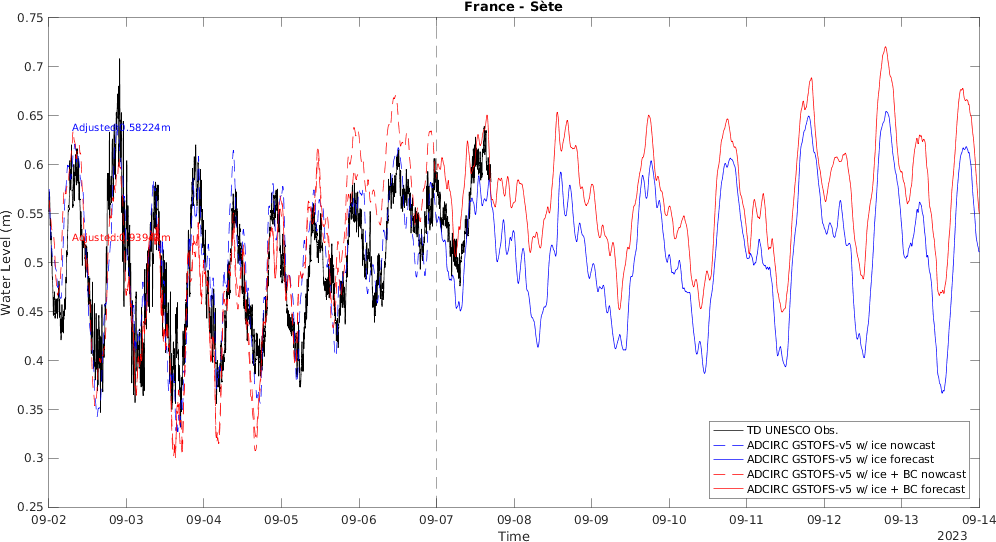 France - Sète
0.75
0.7
0.65
0.6
0.55
0.5
0.45
0.4
0.35
0.3
0.25
Water Level (m)
Adjusted:0.58224m
TD UNESCO Obs.
ADCIRC GSTOFS-v5 w/ ice nowcast
ADCIRC GSTOFS-v5 w/ ice forecast
ADCIRC GSTOFS-v5 w/ ice + BC nowcast
ADCIRC GSTOFS-v5 w/ ice + BC forecast
09-02 09-03 09-04 09-05 09-06 09-07 09-08 09-09 09-10 09-11 09-12 09-13 09-14
Time
2023